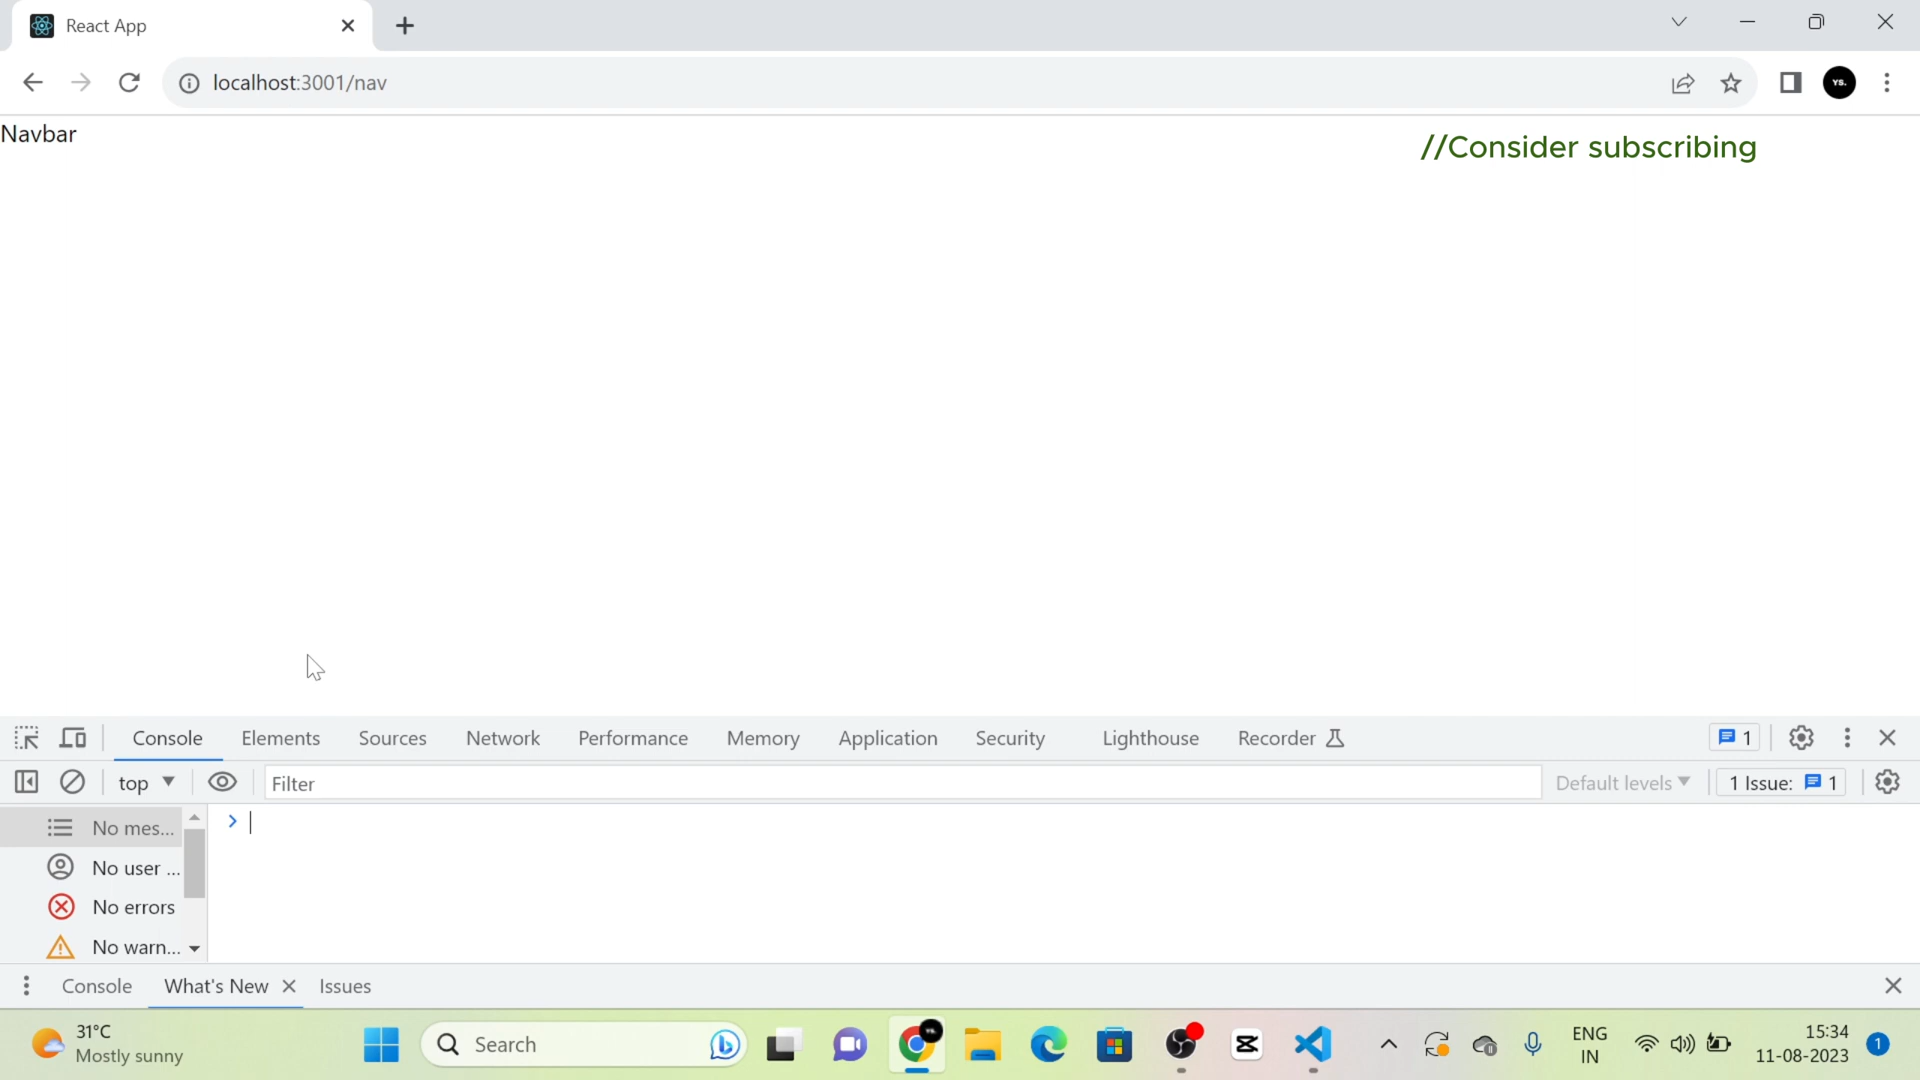 React App
localhost:3001/nav
YS.
Navbar
//Consider subscribing
Console Elements Sources Network Performance Memory Application Security Lighthouse Recorder 1
top Filter Default levels 1 Issue: 1
No mes...
No user ...
No errors
No warn...
Console What's New Issues
31°C
Mostly sunny
Search
ENG
IN
15:34
11-08-2023
1